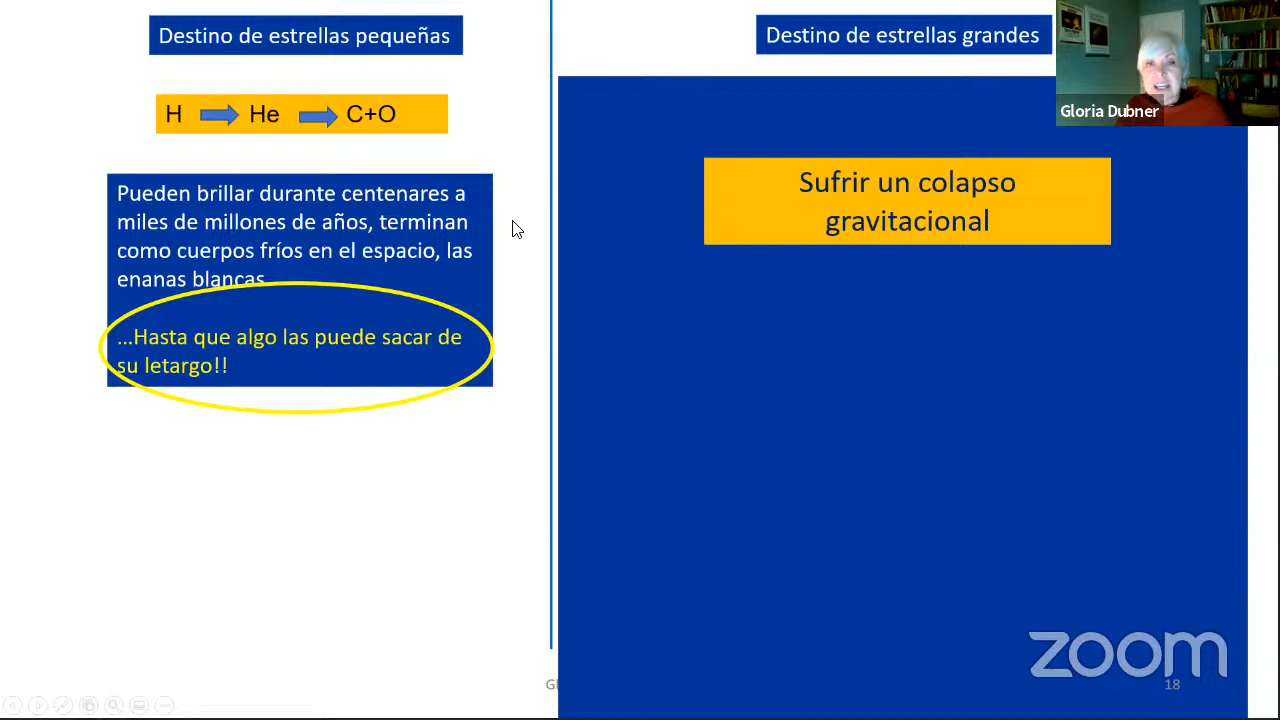 Destino de estrellas pequeñas
H He C+O
Pueden brillar durante centenares a
miles de millones de años, terminan
como cuerpos fríos en el espacio, las
enanas blancas
...Hasta que algo las puede sacar de
su letargo!!
Destino de estrellas grandes
Gloria Dubner
Sufrir un colapso
gravitacional
zoom
Gl
18